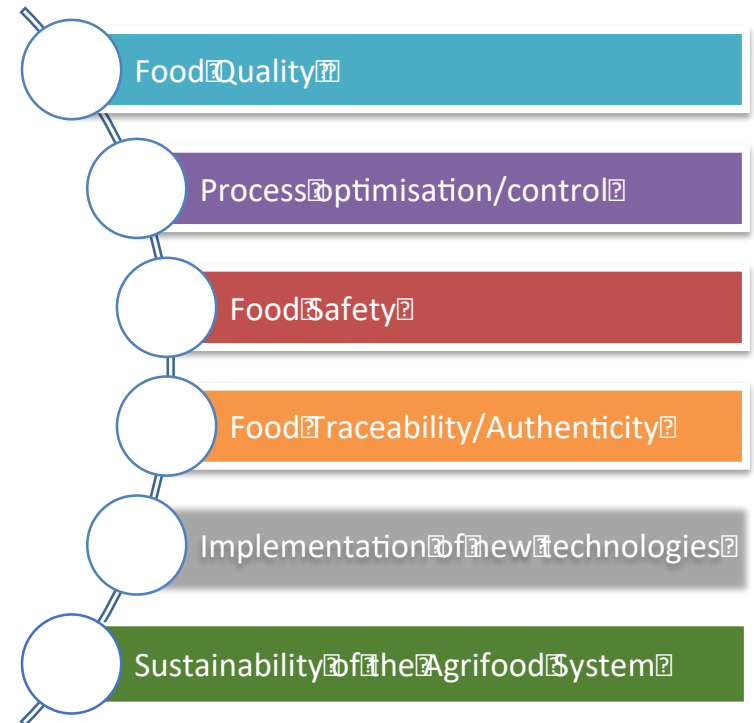 Food Quality
Process optimisation/control
Food Safety
Food Traceability/Authenticity
Implementation of new technologies
Sustainability of the Agrifood System